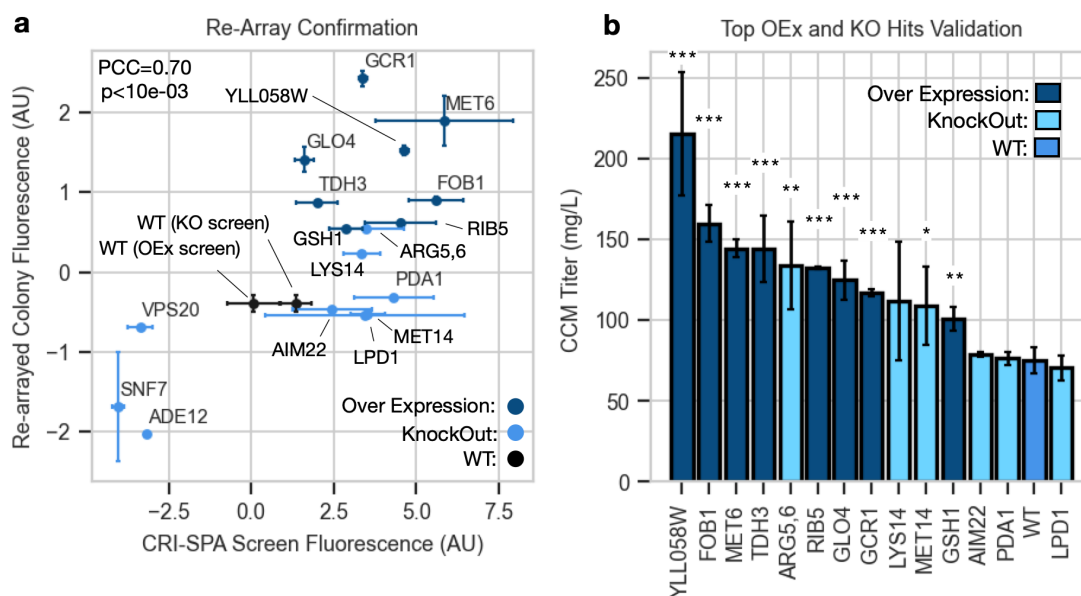 a
Re-Array Confirmation
PCC=0.70
p<10e-03
GCR1
YLL058W
MET6
GLO4
TDH3
FOB1
WT (KO screen)
RIB5
WT (OEx screen)
GSH1
ARG5,6
LYS14
PDA1
VPS20
MET14
AIM22
LPD1
SNF7
ADE12
Over Expression:
KnockOut:
WT:
2
1
0
−1
−2
Re-arrayed Colony Fluorescence (AU)
−2.5 0.0 2.5 5.0 7.5
CRI-SPA Screen Fluorescence (AU)
b
Top OEx and KO Hits Validation
***
***
***
***
**
***
***
***
*
**
Over Expression:
KnockOut:
WT:
250
200
150
100
50
0
CCM Titer (mg/L)
YLL058W
FOB1
MET6
TDH3
ARG5,6
RIB5
GLO4
GCR1
LYS14
MET14
GSH1
AIM22
PDA1
WT
LPD1